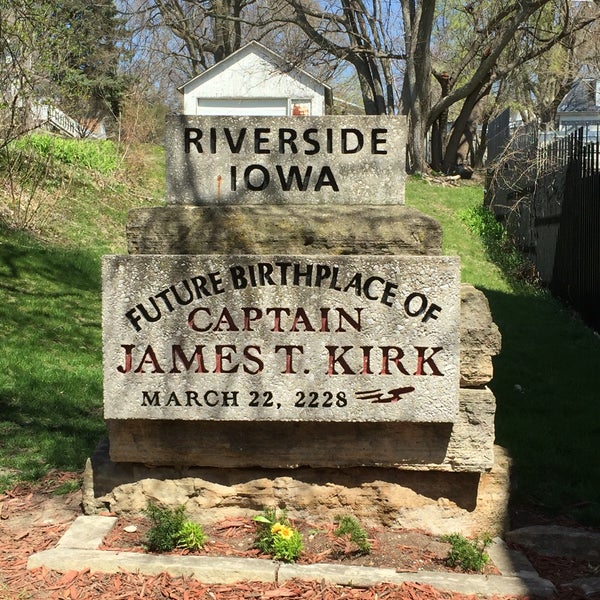 RIVERSIDE
IOWA
FUTURE BIRTHPLACE OF
CAPTAIN
JAMES T. KIRK
MARCH 22, 2228